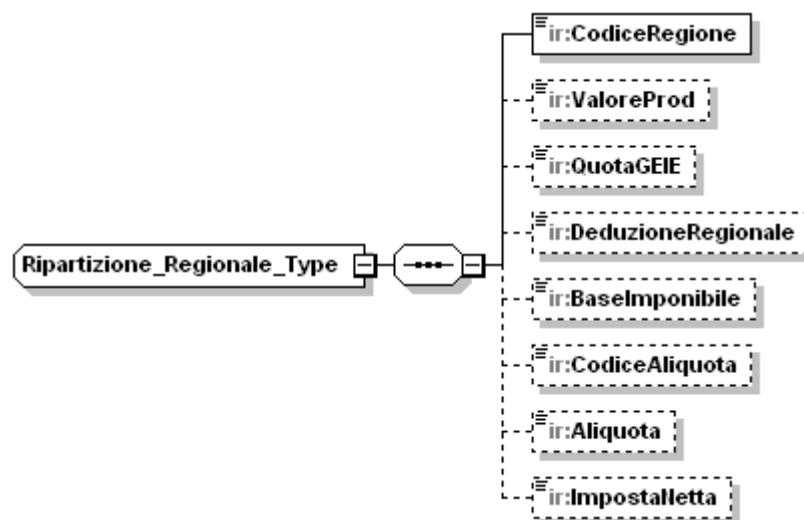 ir:CodiceRegione
ir:ValoreProd
ir:QuotaGEIE
Ripartizione_Regionale_Type
ir:DeduzioneRegionale
ir:BaseImponibile
ir:CodiceAliquota
ir:Aliquota
ir:ImpostaNetta